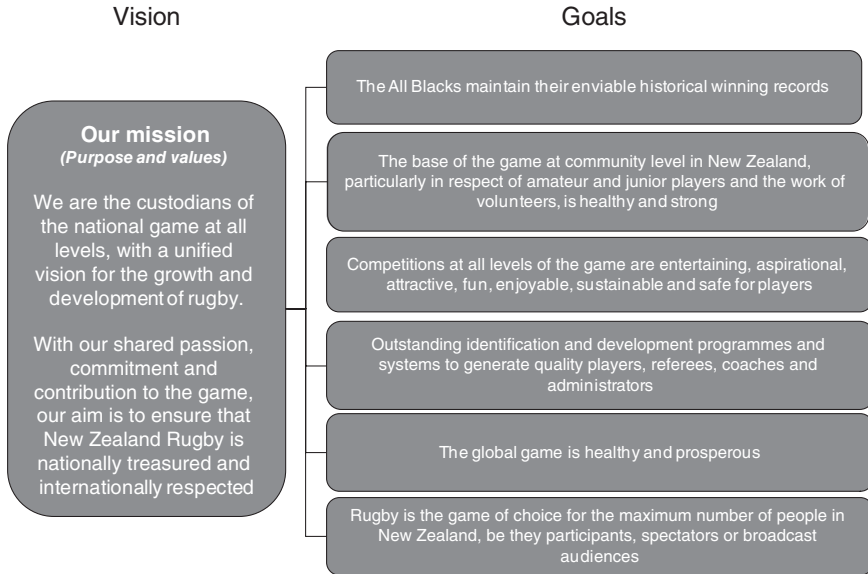 Vision
Goals
Our mission
(Purpose and values)
We are the custodians of
the national game at all
levels, with a unified
vision for the growth and
development of rugby.
With our shared passion,
commitment and
contribution to the game,
our aim is to ensure that
New Zealand Rugby is
nationally treasured and
internationally respected
The All Blacks maintain their enviable historical winning records
The base of the game at community level in New Zealand,
particularly in respect of amateur and junior players and the work of
volunteers, is healthy and strong
Competitions at all levels of the game are entertaining, aspirational,
attractive, fun, enjoyable, sustainable and safe for players
Outstanding identification and development programmes and
systems to generate quality players, referees, coaches and
administrators
The global game is healthy and prosperous
Rugby is the game of choice for the maximum number of people in
New Zealand, be they participants, spectators or broadcast
audiences